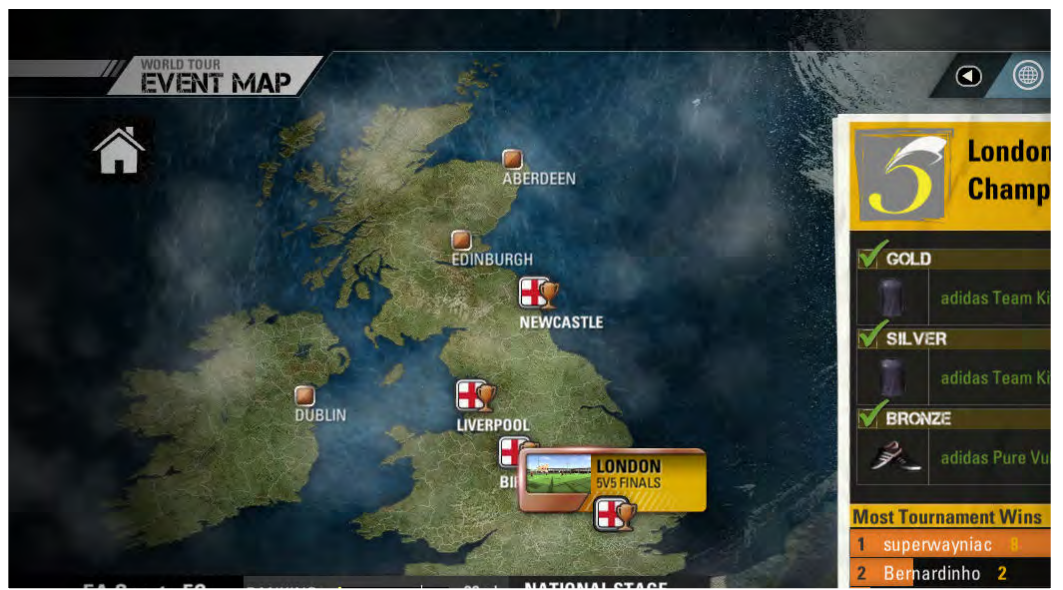 WORLD TOUR
EVENT MAP
ABERDEEN
EDINBURGH
NEWCASTLE
DUBLIN
LIVERPOOL
LONDON
5V5 FINALS
London
Champ
GOLD
adidas Team Ki
SILVER
adidas Team Ki
BRONZE
adidas Pure Vu
Most Tournament Wins
1 superwayniac 8
2 Bernardinho 2
NATIONAL STAGE